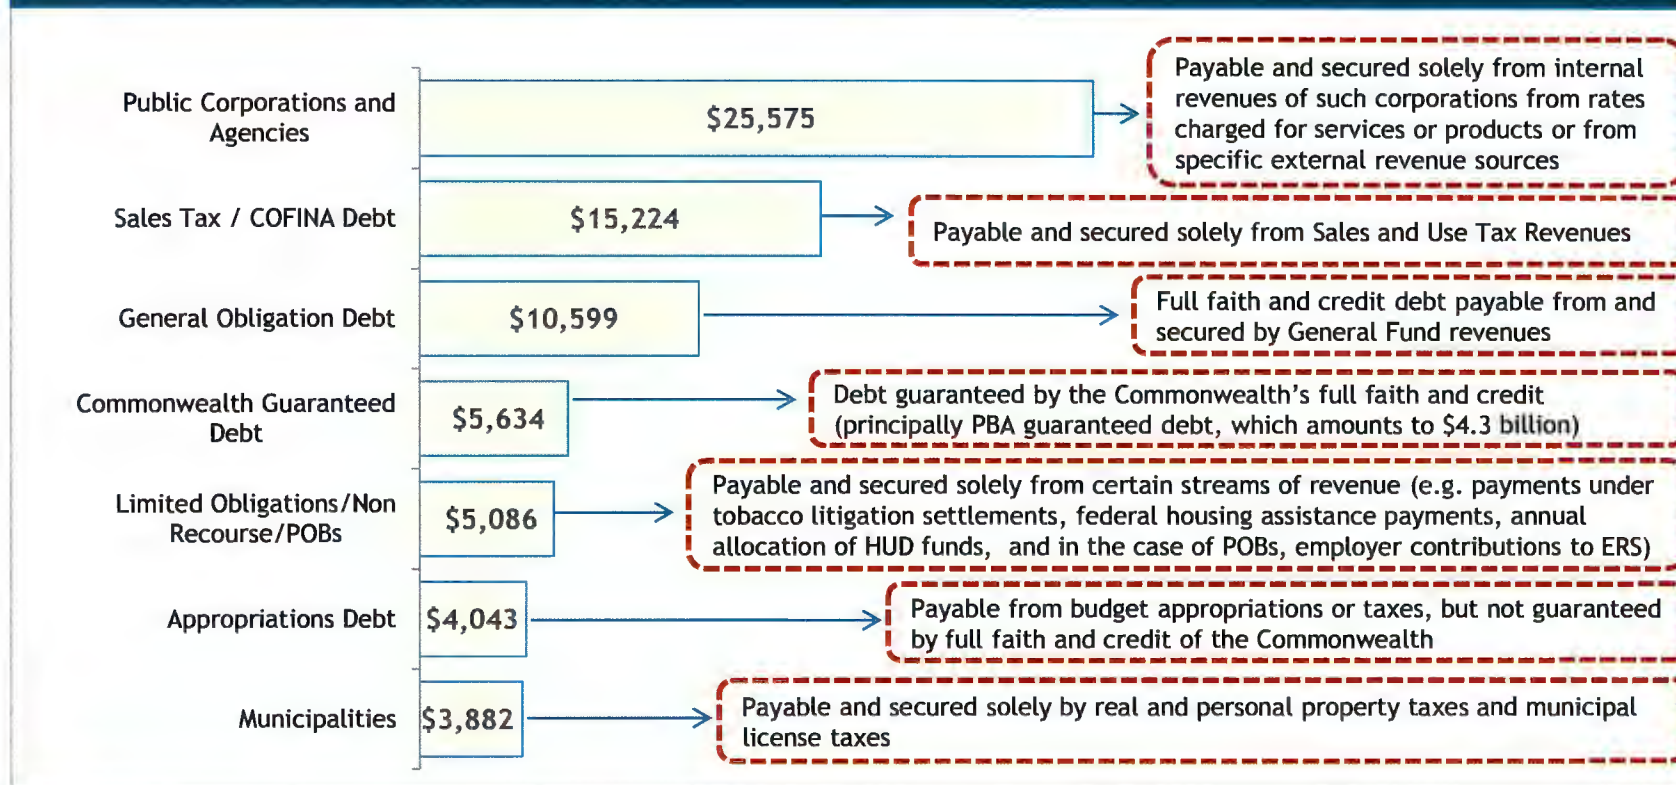 Public Corporations and
Agencies
$25,575
Payable and secured solely from internal
revenues of such corporations from rates
charged for services or products or from
specific external revenue sources
Sales Tax / COFINA Debt
$15,224
Payable and secured solely from Sales and Use Tax Revenues
General Obligation Debt
$10,599
Full faith and credit debt payable from and
secured by General Fund revenues
Commonwealth Guaranteed
Debt
$5,634
Debt guaranteed by the Commonwealth's full faith and credit
(principally PBA guaranteed debt, which amounts to $4.3 billion)
Limited Obligations/Non
Recourse/POBs
$5,086
Payable and secured solely from certain streams of revenue (e.g. payments under
tobacco litigation settlements, federal housing assistance payments, annual
allocation of HUD funds, and in the case of POBs, employer contributions to ERS)
Appropriations Debt
$4,043
Payable from budget appropriations or taxes, but not guaranteed
by full faith and credit of the Commonwealth
Municipalities
$3,882
Payable and secured solely by real and personal property taxes and municipal
license taxes